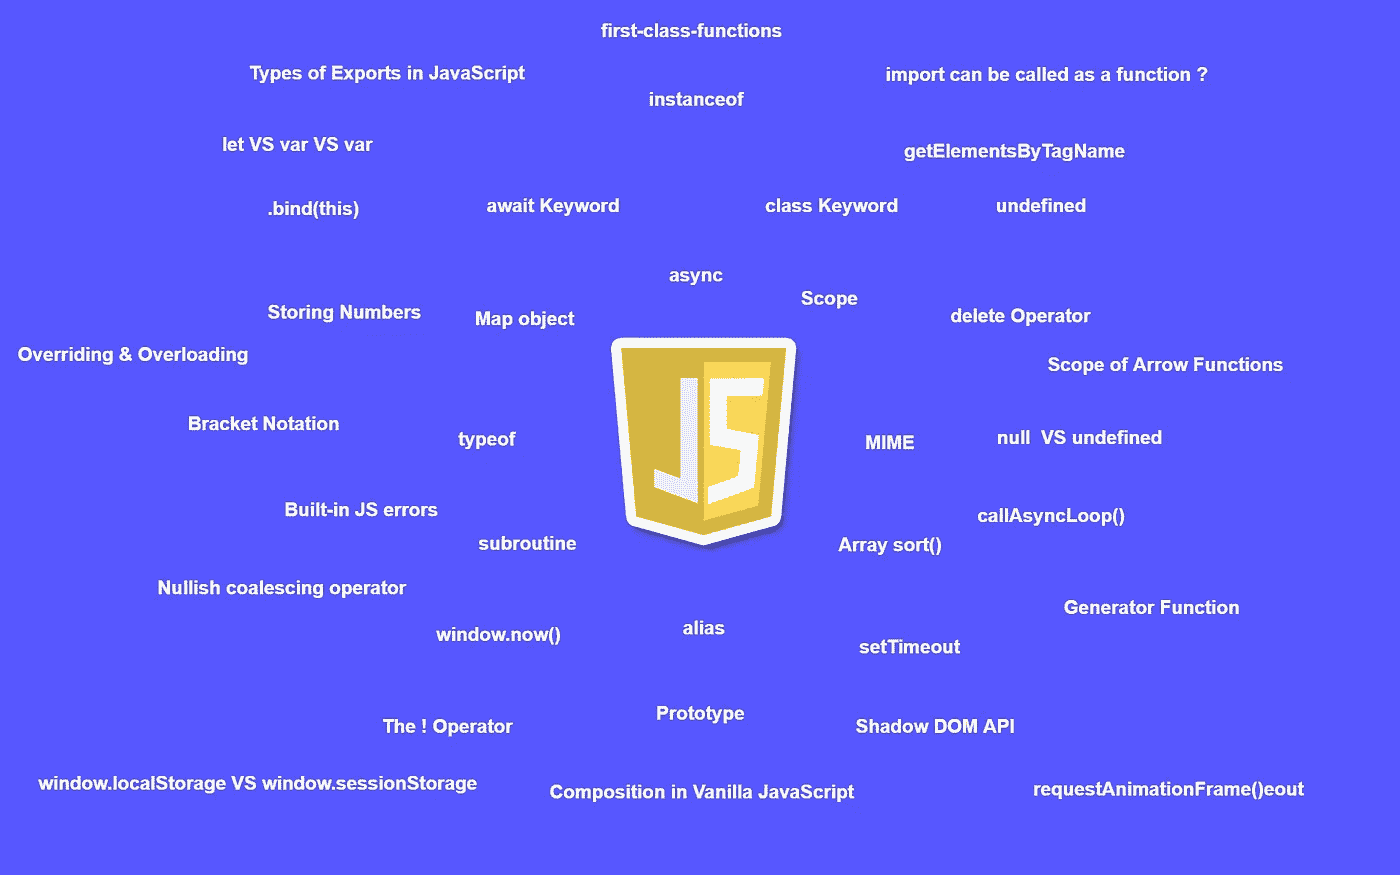 first-class-functions
Types of Exports in JavaScript
import can be called as a function ?
instanceof
let VS var VS var
getElementsByTagName
.bind(this)
await Keyword
class Keyword
undefined
async
Scope
Storing Numbers
Map object
delete Operator
Overriding & Overloading
Scope of Arrow Functions
JS
Bracket Notation
typeof
MIME
null  VS undefined
Built-in JS errors
callAsyncLoop()
subroutine
Array sort()
Nullish coalescing operator
Generator Function
window.now()
alias
setTimeout
The ! Operator
Prototype
Shadow DOM API
window.localStorage VS window.sessionStorage
Composition in Vanilla JavaScript
requestAnimationFrame()eout